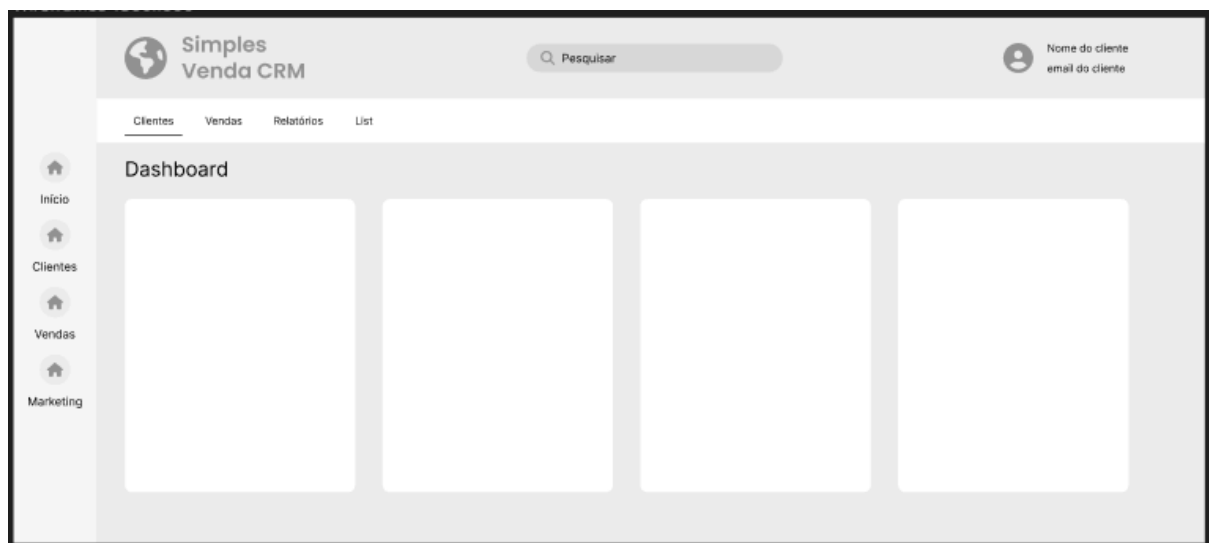 Simples
Venda CRM
Pesquisar
Nome do cliente
email do cliente
Clientes Vendas Relatórios List
Dashboard
Início
Clientes
Vendas
Marketing